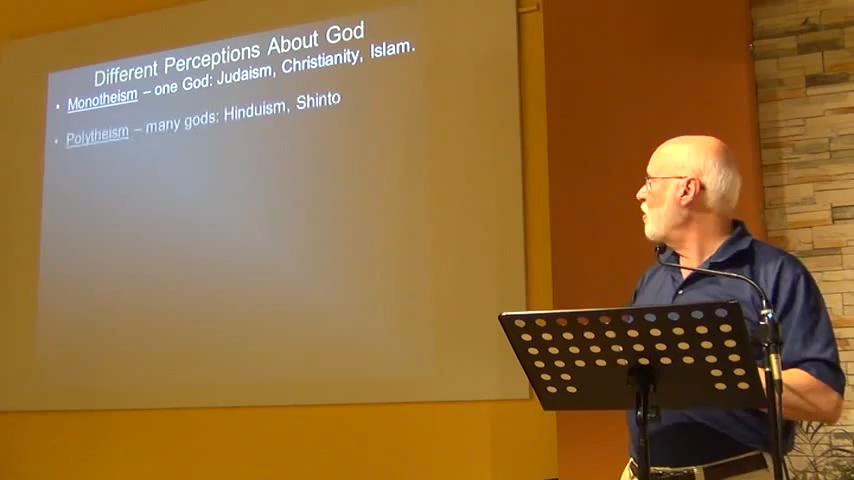 Different Perceptions About God
• Monotheism – one God: Judaism, Christianity, Islam.
• Polytheism – many gods: Hinduism, Shinto